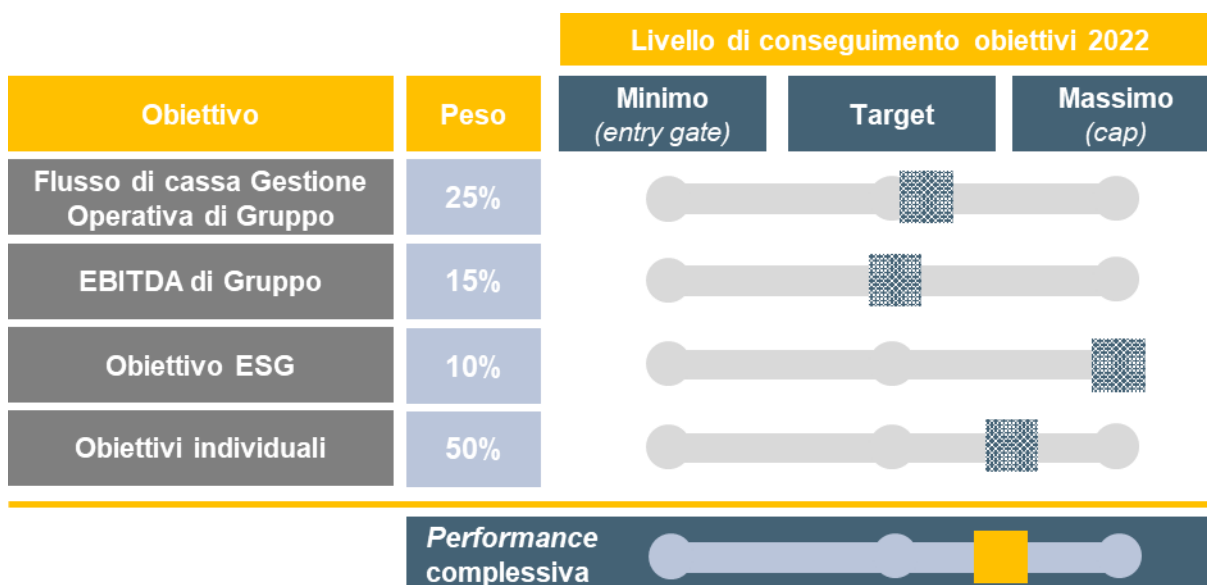 Livello di conseguimento obiettivi 2022
Obiettivo
Peso
Minimo
(entry gate)
Target
Massimo
(cap)
Flusso di cassa Gestione
Operativa di Gruppo
25%
EBITDA di Gruppo
15%
Obiettivo ESG
10%
Obiettivi individuali
50%
Performance
complessiva